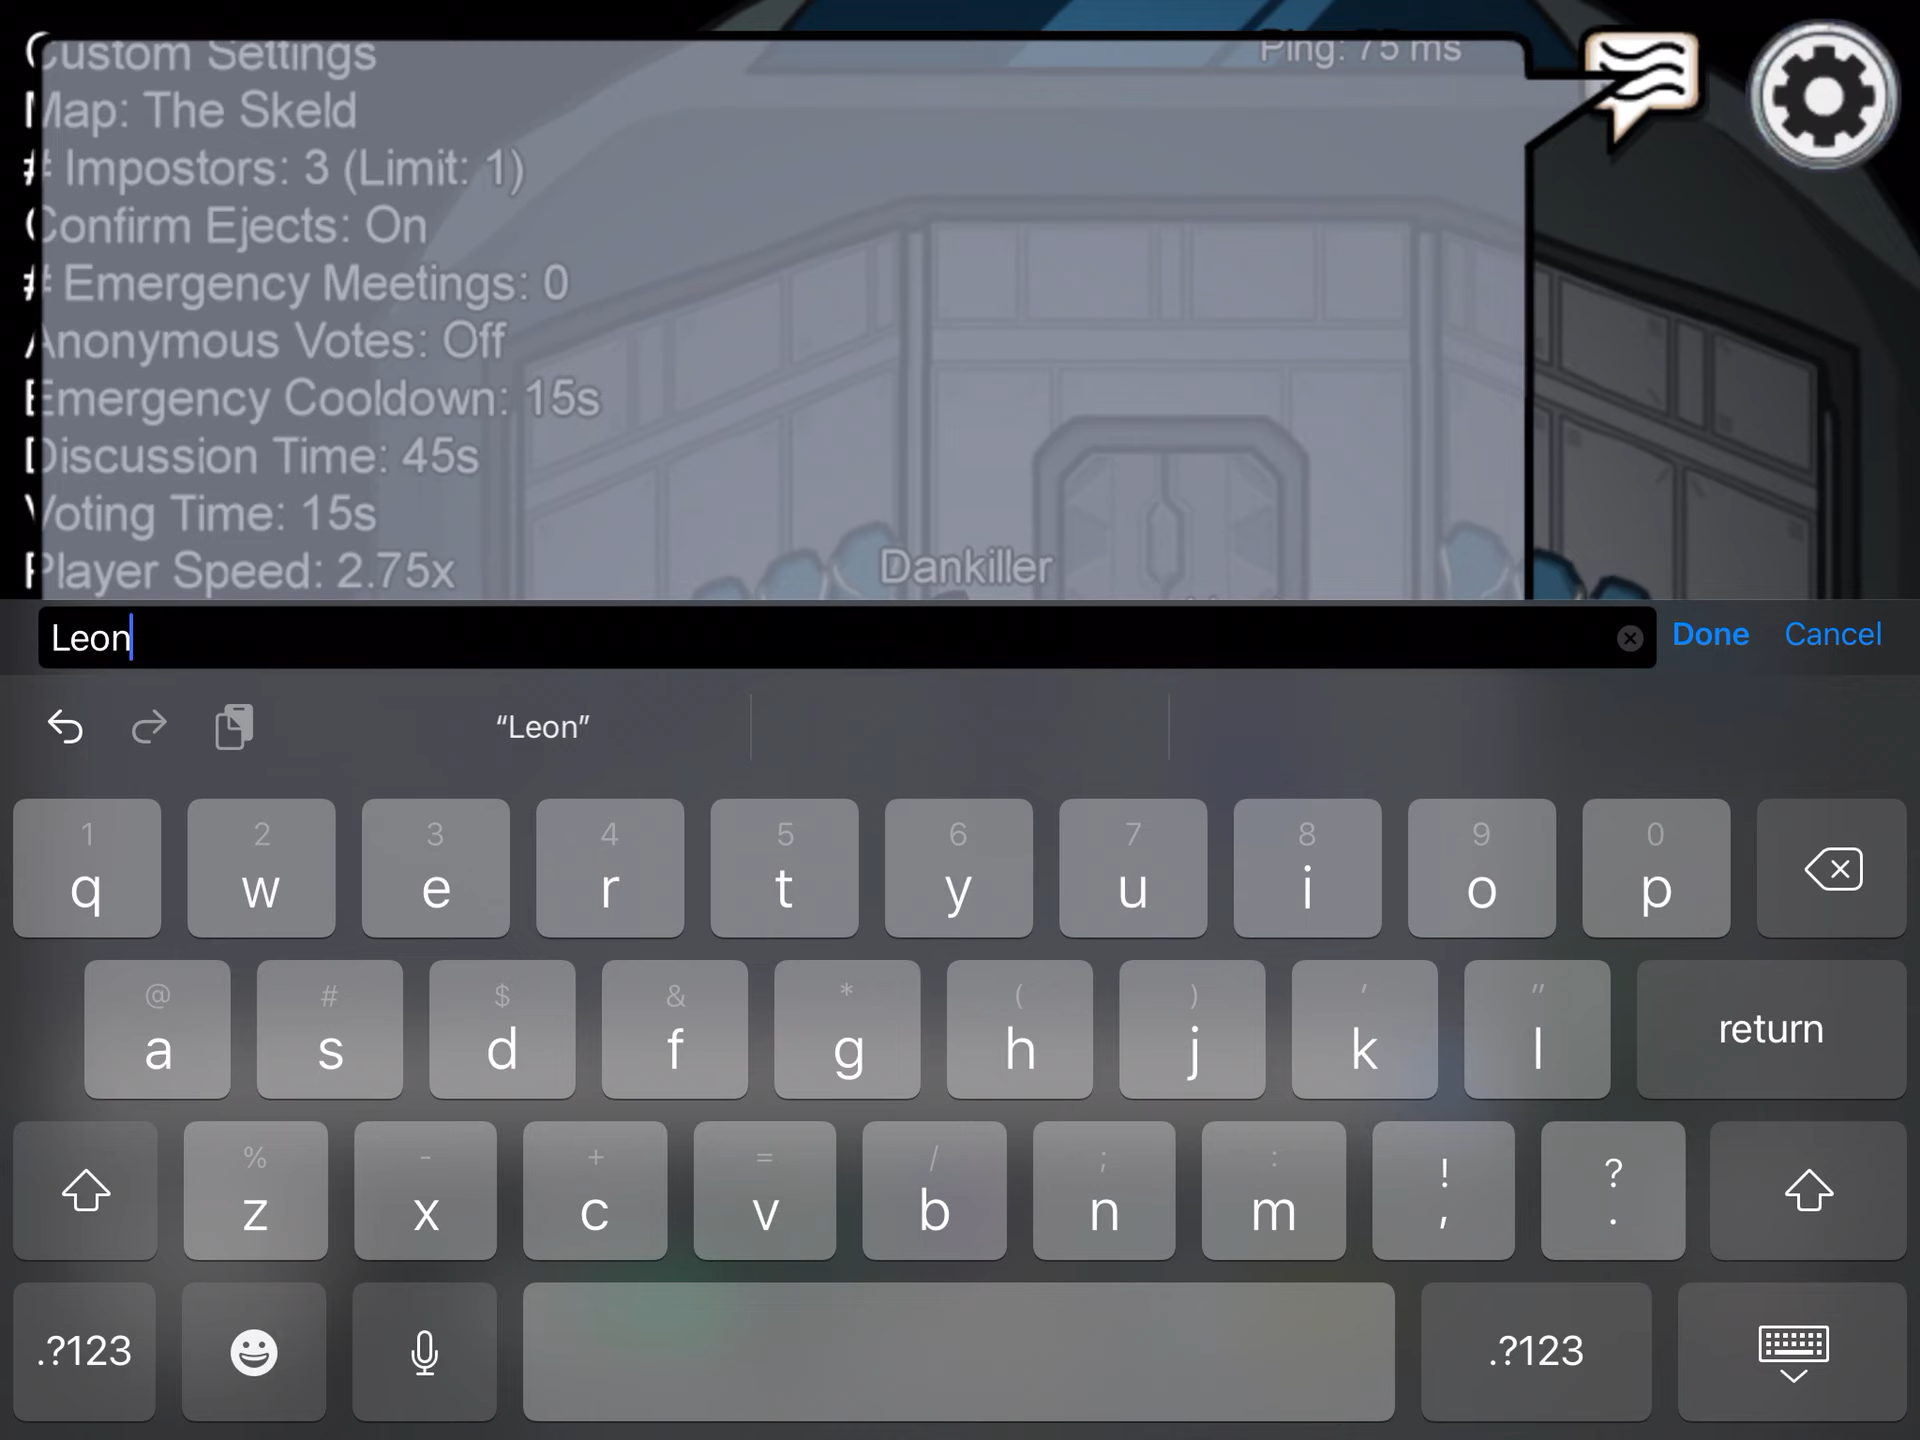 Custom Settings
Ping: 75 ms
Map: The Skeld
# Impostors: 3 (Limit: 1)
Confirm Ejects: On
# Emergency Meetings: 0
Anonymous Votes: Off
Emergency Cooldown: 15s
Discussion Time: 45s
Voting Time: 15s
Player Speed: 2.75x
Dankiller
Leon
Done Cancel
“Leon”
1 2 3 4 5 6 7 8 9 0
q w e r t y u i o p
@ # $ & * ( ) ' "
a s d f g h j k l return
% - + = / ; : ! ?
z x c v b n m , .
.?123 .?123